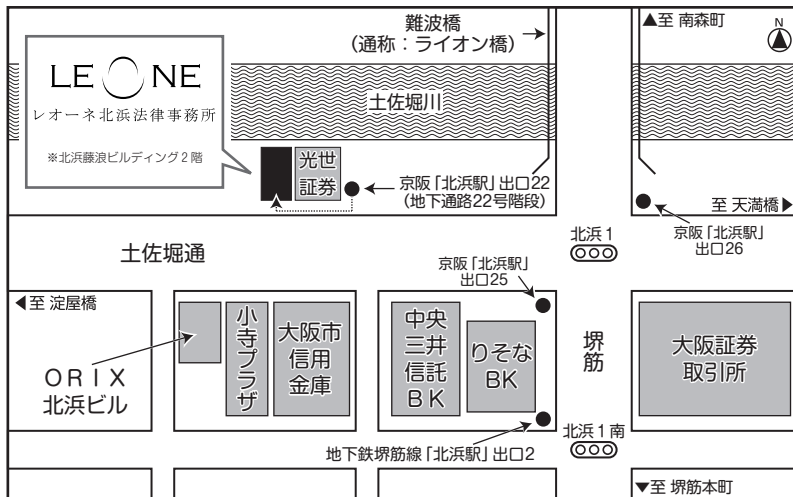 難波橋
(通称：ライオン橋)
▲至 南森町
N
LEONE
レオーネ北浜法律事務所
※北浜藤浪ビルディング2階
土佐堀川
光世
証券
京阪「北浜駅」出口22
(地下通路22号階段)
至 天満橋▶
京阪「北浜駅」
出口26
北浜1
土佐堀通
京阪「北浜駅」
出口25
◀至 淀屋橋
ORIX
北浜ビル
小寺プラザ
大阪市
信用
金庫
中央
三井
信託
BK
りそな
BK
堺筋
大阪証券
取引所
北浜1南
地下鉄堺筋線「北浜駅」出口2
▼至 堺筋本町